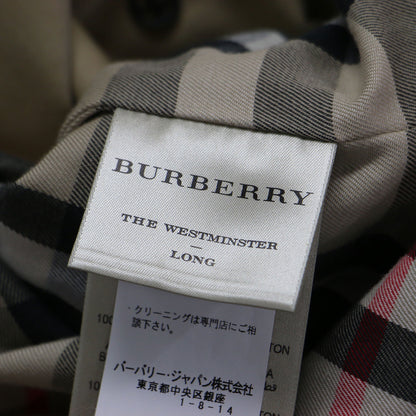 BURBERRY
THE WESTMINSTER
—
LONG
・クリーニングは専門店にご相
談下さい。
バーバリー・ジャパン株式会社
東京都中央区銀座
1-8-14